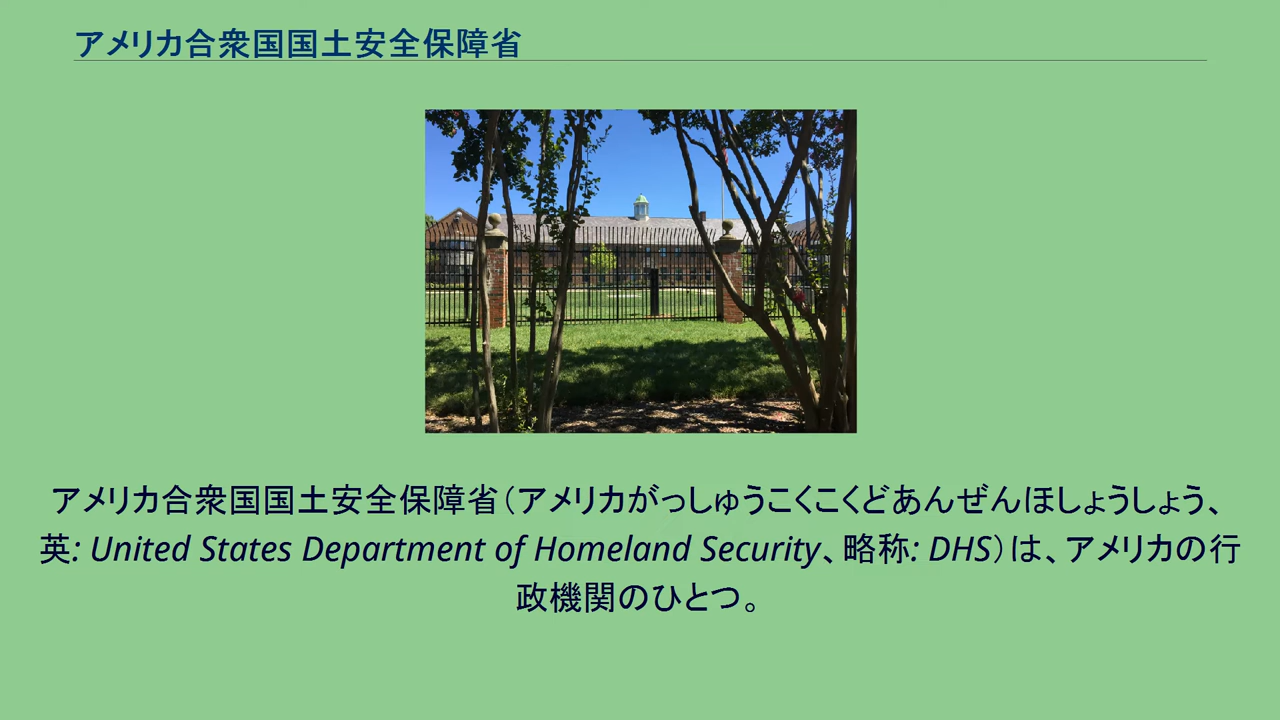 アメリカ合衆国国土安全保障省
アメリカ合衆国国土安全保障省（アメリカがっしゅうこくこくどあんぜんほしょうしょう、
英: United States Department of Homeland Security、略称: DHS）は、アメリカの行
政機関のひとつ。